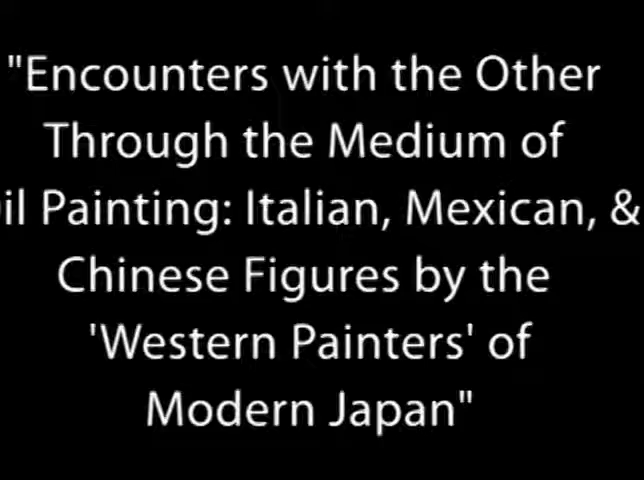 "Encounters with the Other
Through the Medium of
il Painting: Italian, Mexican, &
Chinese Figures by the
'Western Painters' of
Modern Japan"